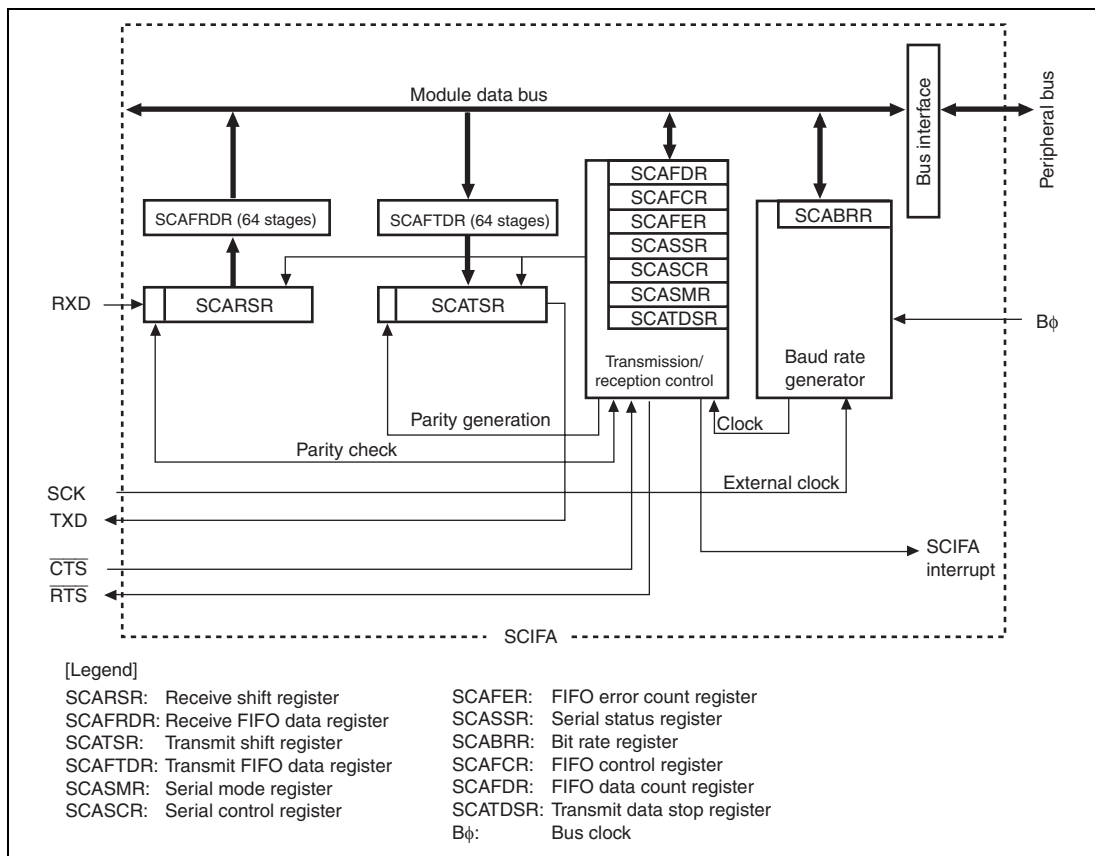 Module data bus
Bus interface
Peripheral bus
SCAFRDR (64 stages)
SCAFTDR (64 stages)
SCAFDR
SCAFCR
SCAFER
SCASSR
SCASCR
SCASMR
SCATDSR
SCABRR
RXD
SCARSR
SCATSR
Bϕ
Transmission/
reception control
Baud rate
generator
Parity generation
Clock
Parity check
SCK
External clock
TXD
CTS
SCIFA
interrupt
RTS
SCIFA
[Legend]
SCARSR: Receive shift register
SCAFRDR: Receive FIFO data register
SCATSR: Transmit shift register
SCAFTDR: Transmit FIFO data register
SCASMR: Serial mode register
SCASCR: Serial control register
SCAFER: FIFO error count register
SCASSR: Serial status register
SCABRR: Bit rate register
SCAFCR: FIFO control register
SCAFDR: FIFO data count register
SCATDSR: Transmit data stop register
Bϕ: Bus clock